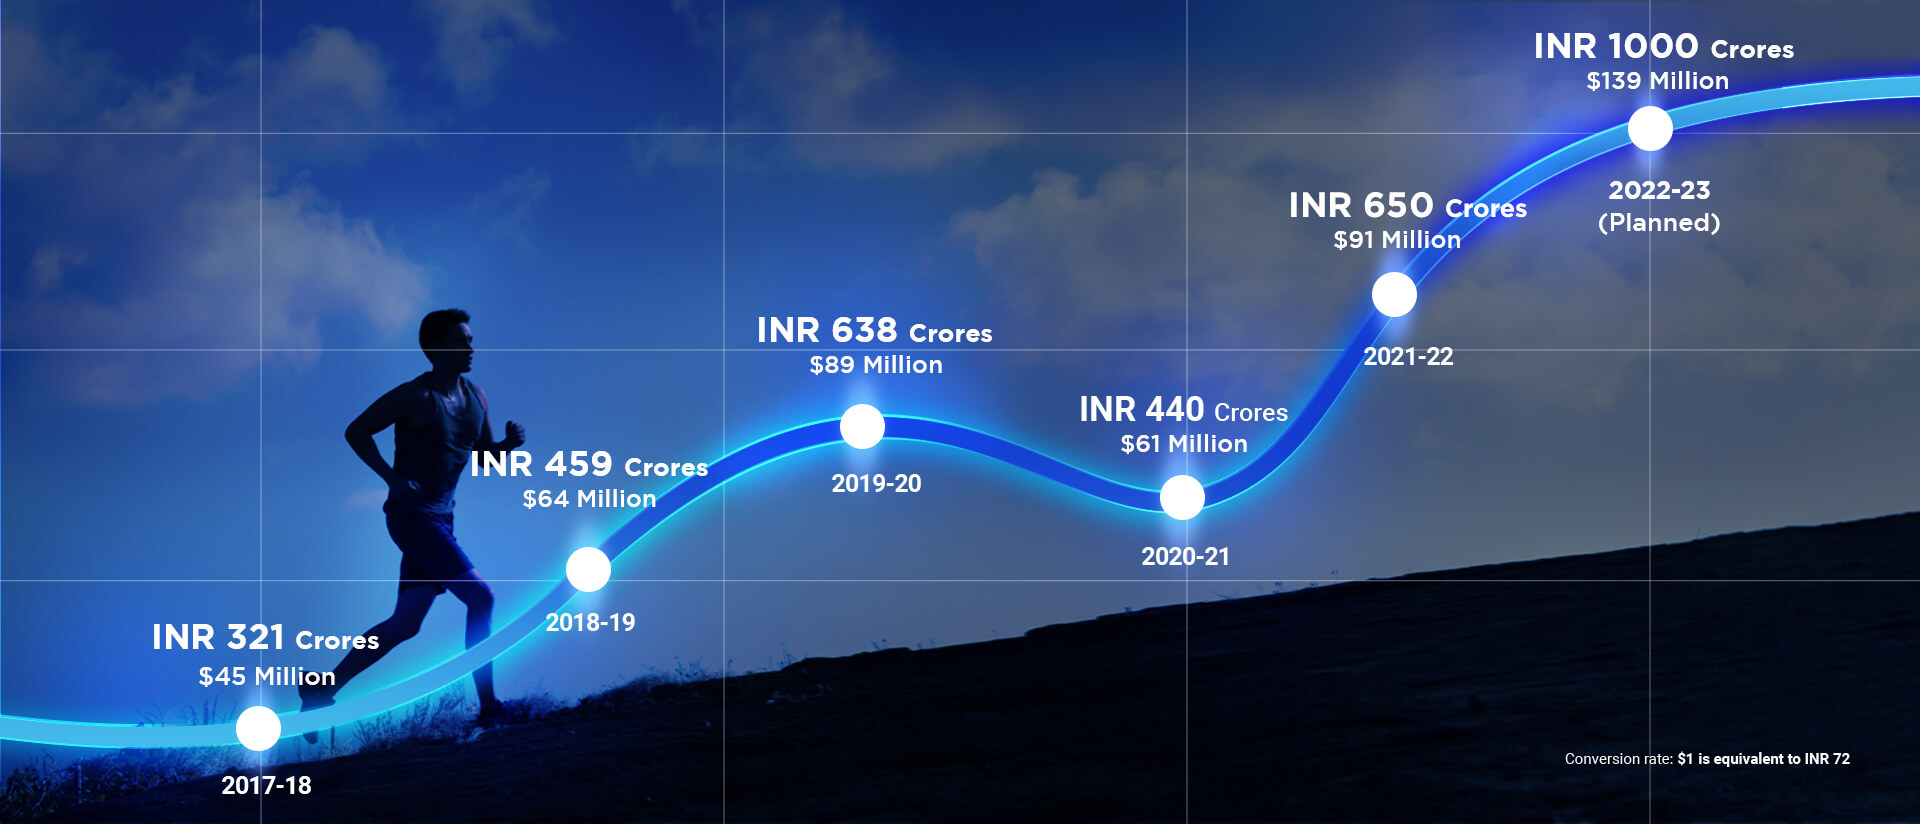 INR 1000 Crores
$139 Million
2022-23
(Planned)
INR 650 Crores
$91 Million
2021-22
INR 638 Crores
$89 Million
2019-20
INR 440 Crores
$61 Million
2020-21
INR 459 Crores
$64 Million
2018-19
INR 321 Crores
$45 Million
2017-18
Conversion rate: $1 is equivalent to INR 72